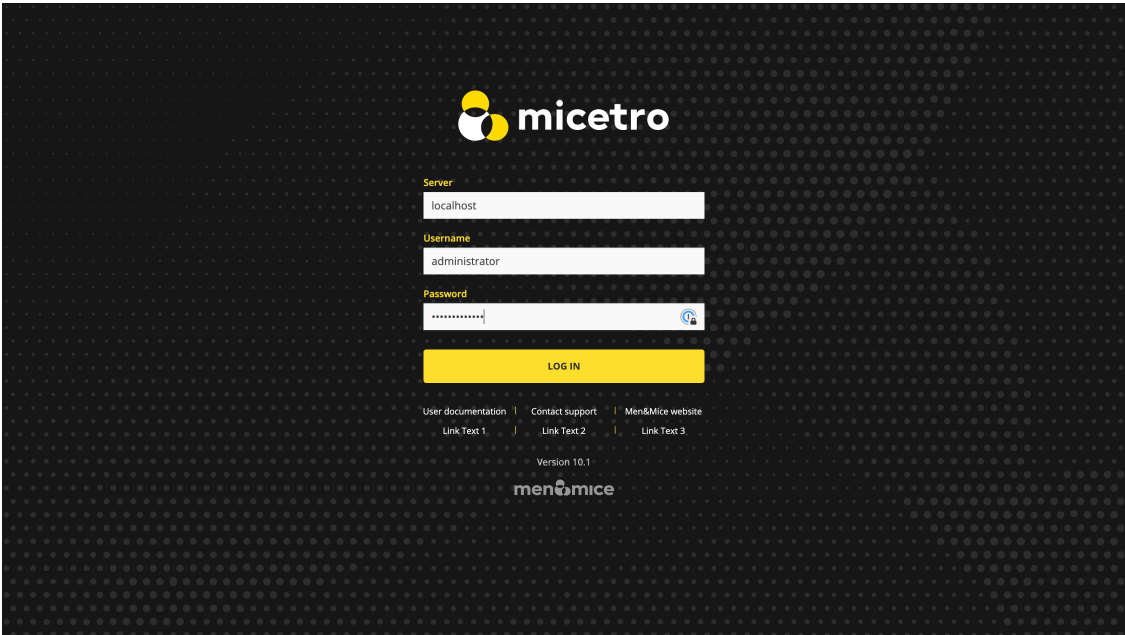 micetro
Server
localhost
Username
administrator
Password
•••••••••••••
LOG IN
User documentation | Contact support | Men&Mice website
Link Text 1 | Link Text 2 | Link Text 3
Version 10.1
men&mice